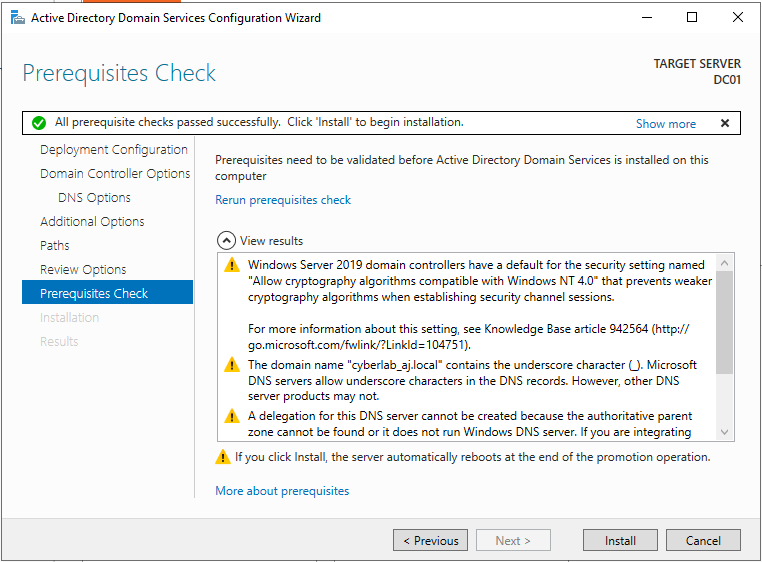 Active Directory Domain Services Configuration Wizard
Prerequisites Check
TARGET SERVER
DC01
All prerequisite checks passed successfully. Click 'Install' to begin installation.
Show more
Deployment Configuration
Domain Controller Options
DNS Options
Additional Options
Paths
Review Options
Prerequisites Check
Installation
Results
Prerequisites need to be validated before Active Directory Domain Services is installed on this
computer
Rerun prerequisites check
View results
Windows Server 2019 domain controllers have a default for the security setting named
"Allow cryptography algorithms compatible with Windows NT 4.0" that prevents weaker
cryptography algorithms when establishing security channel sessions.
For more information about this setting, see Knowledge Base article 942564 (http://
go.microsoft.com/fwlink/?LinkId=104751).
The domain name "cyberlab_aj.local" contains the underscore character (_). Microsoft
DNS servers allow underscore characters in the DNS records. However, other DNS
server products may not.
A delegation for this DNS server cannot be created because the authoritative parent
zone cannot be found or it does not run Windows DNS server. If you are integrating
If you click Install, the server automatically reboots at the end of the promotion operation.
More about prerequisites
< Previous
Next >
Install
Cancel